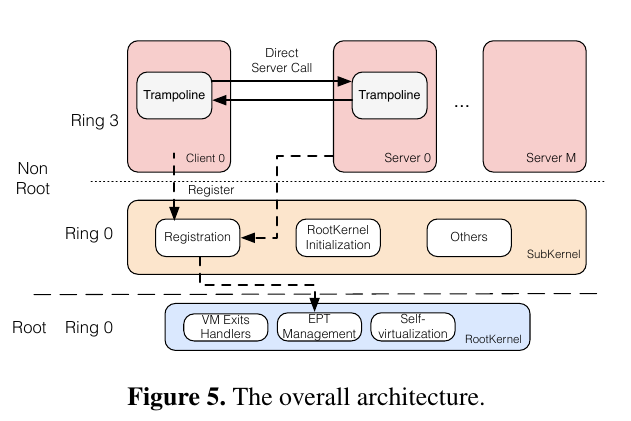 Direct
Server Call
Trampoline
Trampoline
...
Ring 3
Client 0
Server 0
Server M
Non
Root
Register
Ring 0
Registration
RootKernel
Initialization
Others
SubKernel
Root
Ring 0
VM Exits
Handlers
EPT
Management
Self-
virtualization
RootKernel
Figure 5. The overall architecture.